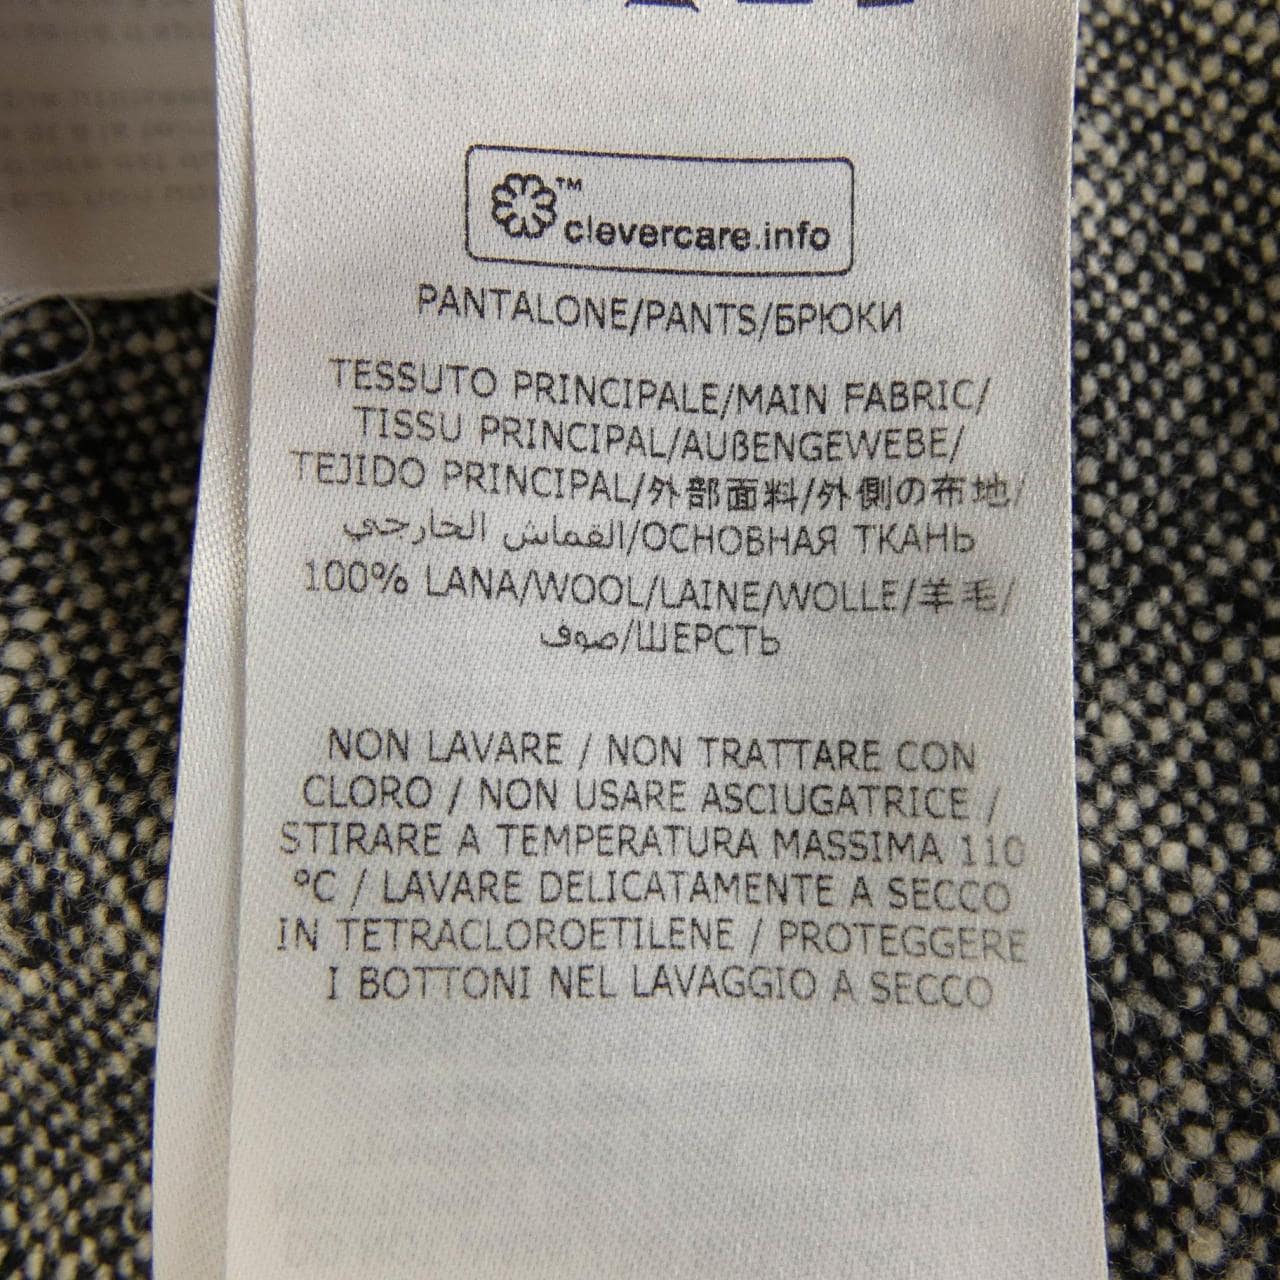 clevercare.info
PANTALONE/PANTS/БРЮКИ
TESSUTO PRINCIPALE/MAIN FABRIC/
TISSU PRINCIPAL/AUßENGEWEBE/
TEJIDO PRINCIPAL/外部面料/外側の布地/
القماش الخارجي/ОСНОВНАЯ ТКАНЬ
100% LANA/WOOL/LAINE/WOLLE/羊毛/
صوف/ШЕРСТЬ
NON LAVARE / NON TRATTARE CON
CLORO / NON USARE ASCIUGATRICE /
STIRARE A TEMPERATURA MASSIMA 110
ºC / LAVARE DELICATAMENTE A SECCO
IN TETRACLOROETILENE / PROTEGGERE
I BOTTONI NEL LAVAGGIO A SECCO